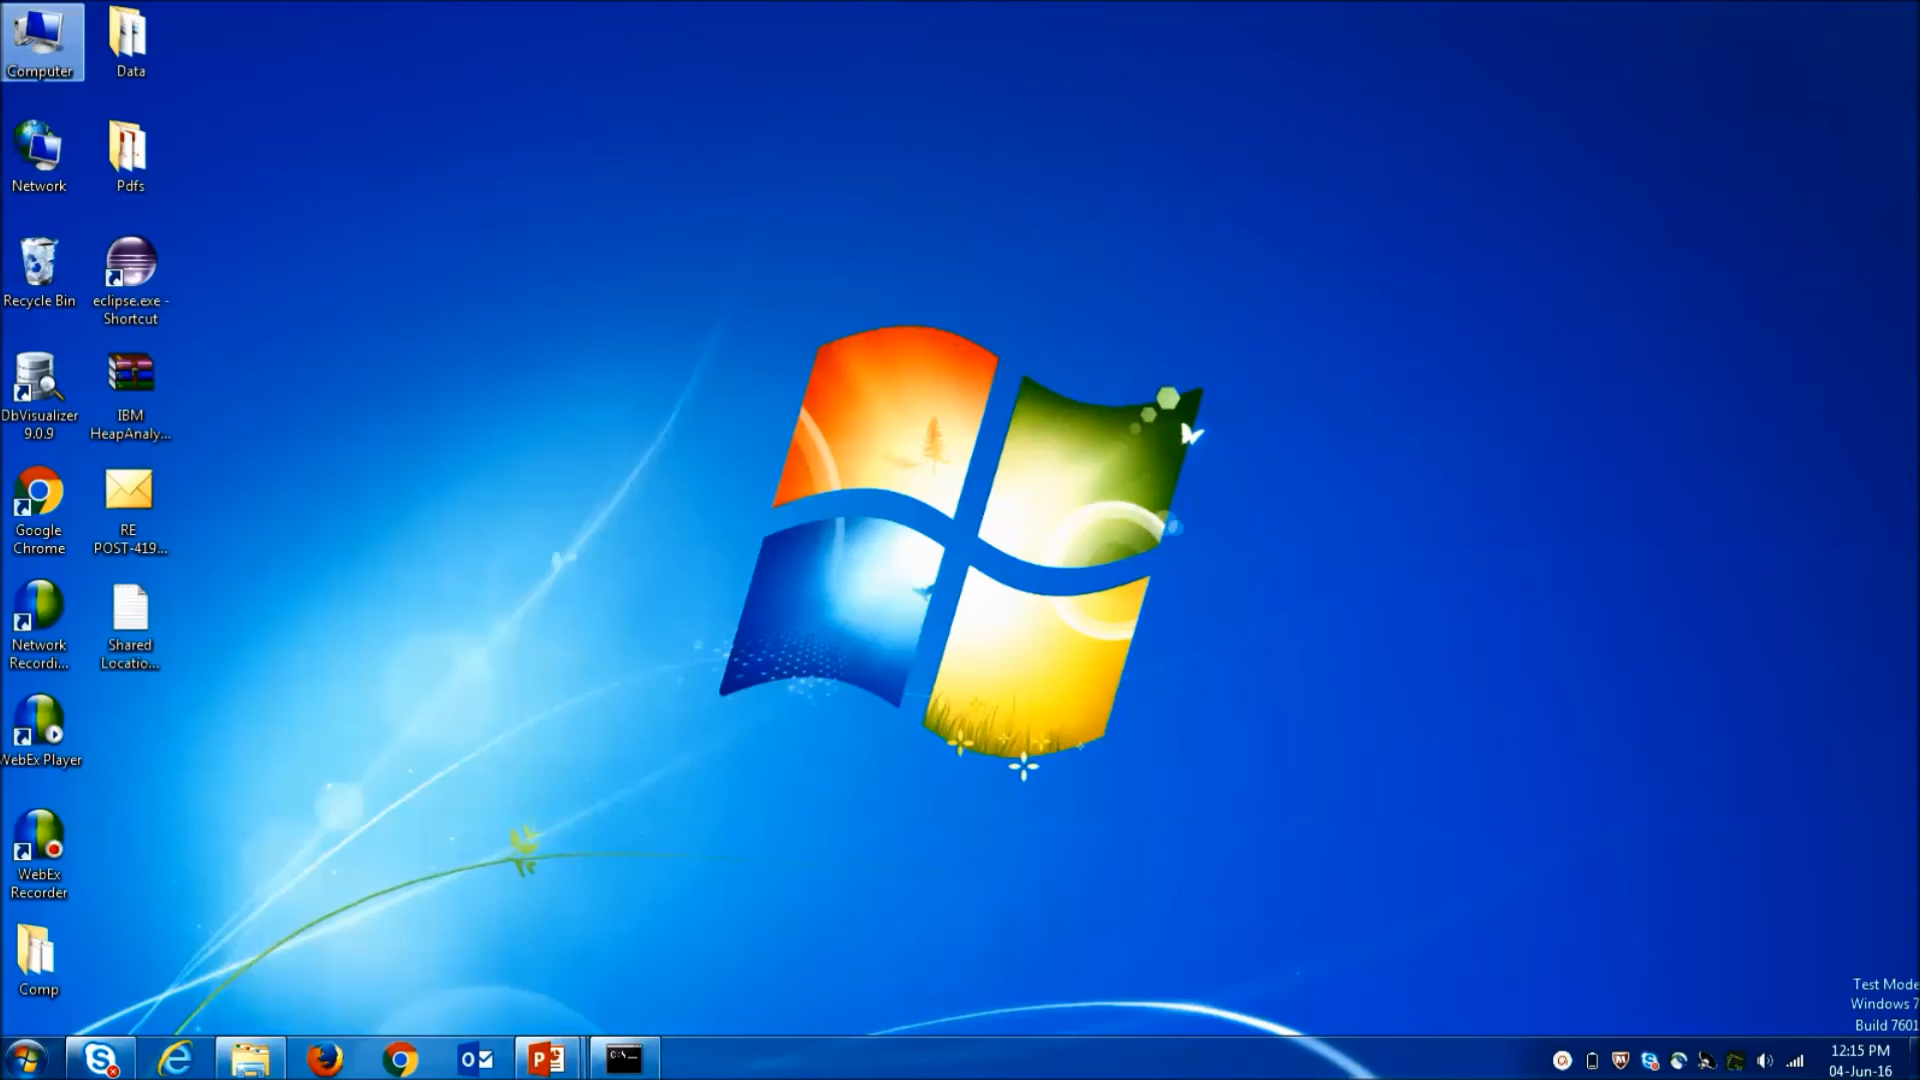 Computer
Data
Network
Pdfs
Recycle Bin
eclipse.exe -
Shortcut
DbVisualizer
9.0.9
IBM
HeapAnaly...
Google
Chrome
RE
POST-419...
Network
Recordi...
Shared
Locatio...
WebEx Player
WebEx
Recorder
Comp
Test Mode
Windows 7
Build 7601
12:15 PM
04-Jun-16